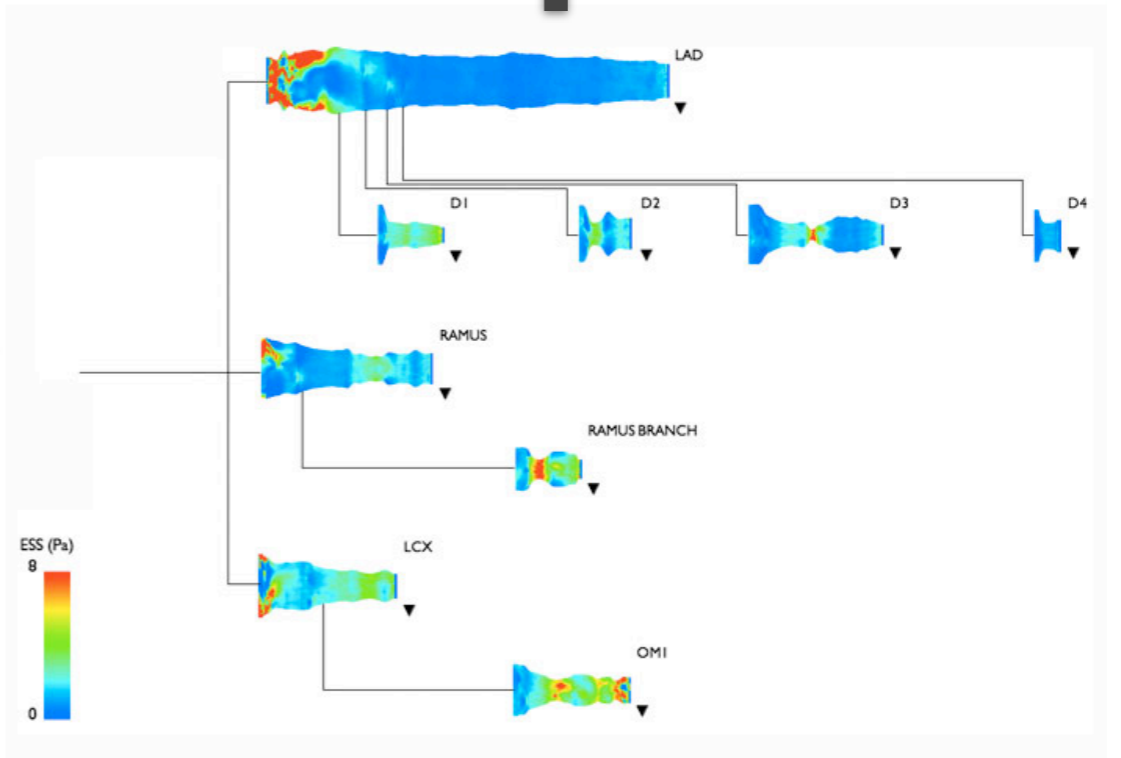 LAD
D1
D2
D3
D4
RAMUS
RAMUS BRANCH
LCX
ESS (Pa)
8
0
OM1